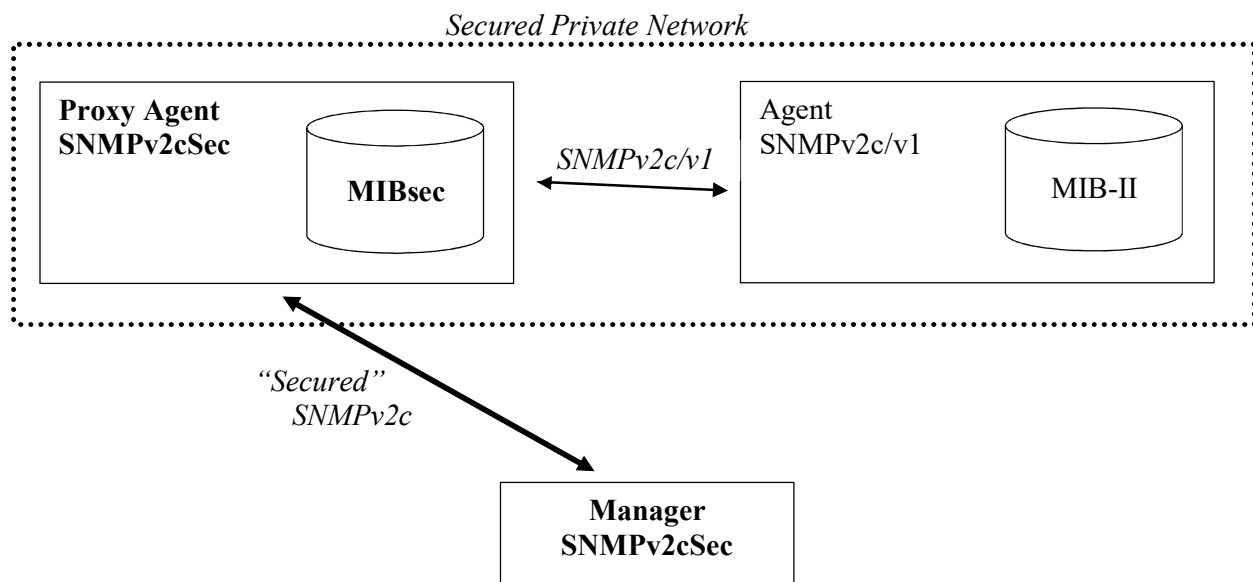 Secured Private Network
Proxy Agent
SNMPv2cSec
MIBsec
SNMPv2c/v1
Agent
SNMPv2c/v1
MIB-II
“Secured”
SNMPv2c
Manager
SNMPv2cSec